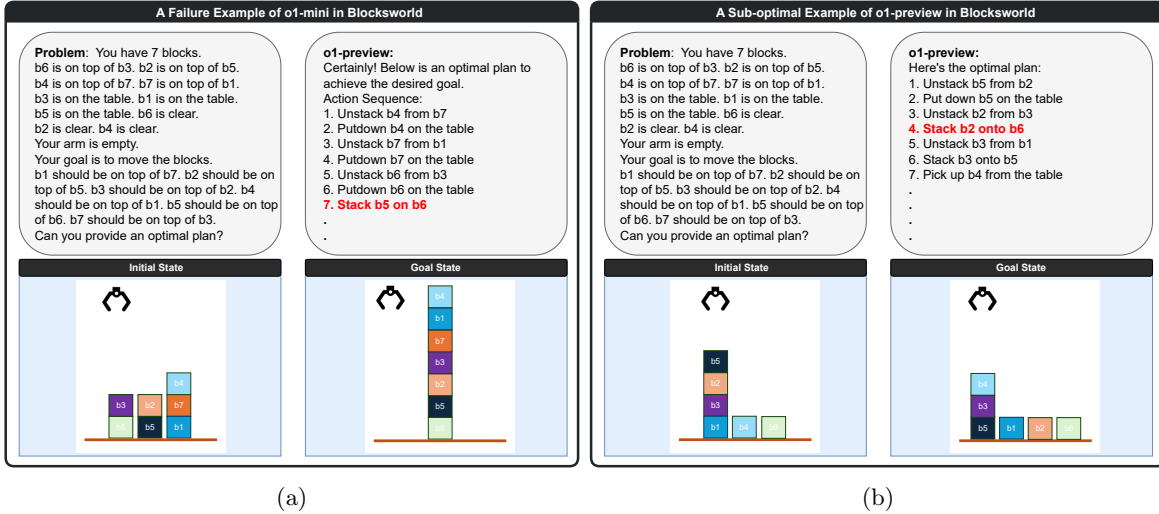 A Failure Example of o1-mini in Blocksworld
Problem: You have 7 blocks.
b6 is on top of b3. b2 is on top of b5.
b4 is on top of b7. b7 is on top of b1.
b3 is on the table. b1 is on the table.
b5 is on the table. b6 is clear.
b2 is clear. b4 is clear.
Your arm is empty.
Your goal is to move the blocks.
b1 should be on top of b7. b2 should be on
top of b5. b3 should be on top of b2. b4
should be on top of b1. b5 should be on top
of b6. b7 should be on top of b3.
Can you provide an optimal plan?
o1-preview:
Certainly! Below is an optimal plan to
achieve the desired goal.
Action Sequence:
1. Unstack b4 from b7
2. Putdown b4 on the table
3. Unstack b7 from b1
4. Putdown b7 on the table
5. Unstack b6 from b3
6. Putdown b6 on the table
7. Stack b5 on b6
.
.
Initial State
b4
b3 b2 b7
b6 b5 b1
Goal State
b4
b1
b7
b3
b2
b5
b6
(a)
A Sub-optimal Example of o1-preview in Blocksworld
Problem: You have 7 blocks.
b6 is on top of b3. b2 is on top of b5.
b4 is on top of b7. b7 is on top of b1.
b3 is on the table. b1 is on the table.
b5 is on the table. b6 is clear.
b2 is clear. b4 is clear.
Your arm is empty.
Your goal is to move the blocks.
b1 should be on top of b7. b2 should be on
top of b5. b3 should be on top of b2. b4
should be on top of b1. b5 should be on top
of b6. b7 should be on top of b3.
Can you provide an optimal plan?
o1-preview:
Here's the optimal plan:
1. Unstack b5 from b2
2. Put down b5 on the table
3. Unstack b2 from b3
4. Stack b2 onto b6
5. Unstack b3 from b1
6. Stack b3 onto b5
7. Pick up b4 from the table
.
.
.
.
Initial State
b5
b2
b3
b1 b4 b6
Goal State
b4
b3
b5 b1 b2 b6
(b)